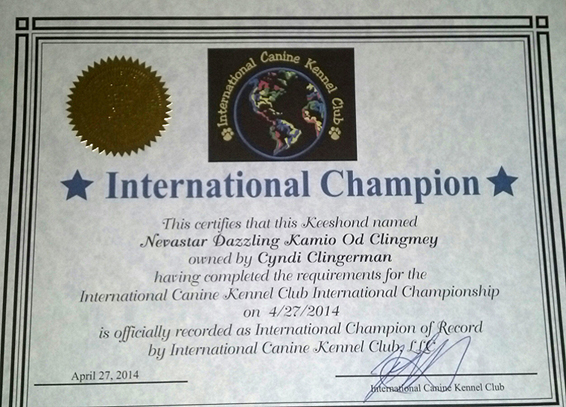 International Canine Kennel Club
International Champion
This certifies that this Keeshond named
Nevastar Dazzling Kamio Od Clingmey
owned by Cyndi Clingerman
having completed the requirements for the
International Canine Kennel Club International Championship
on 4/27/2014
is officially recorded as International Champion of Record
by International Canine Kennel Club, LLC
April 27, 2014
International Canine Kennel Club